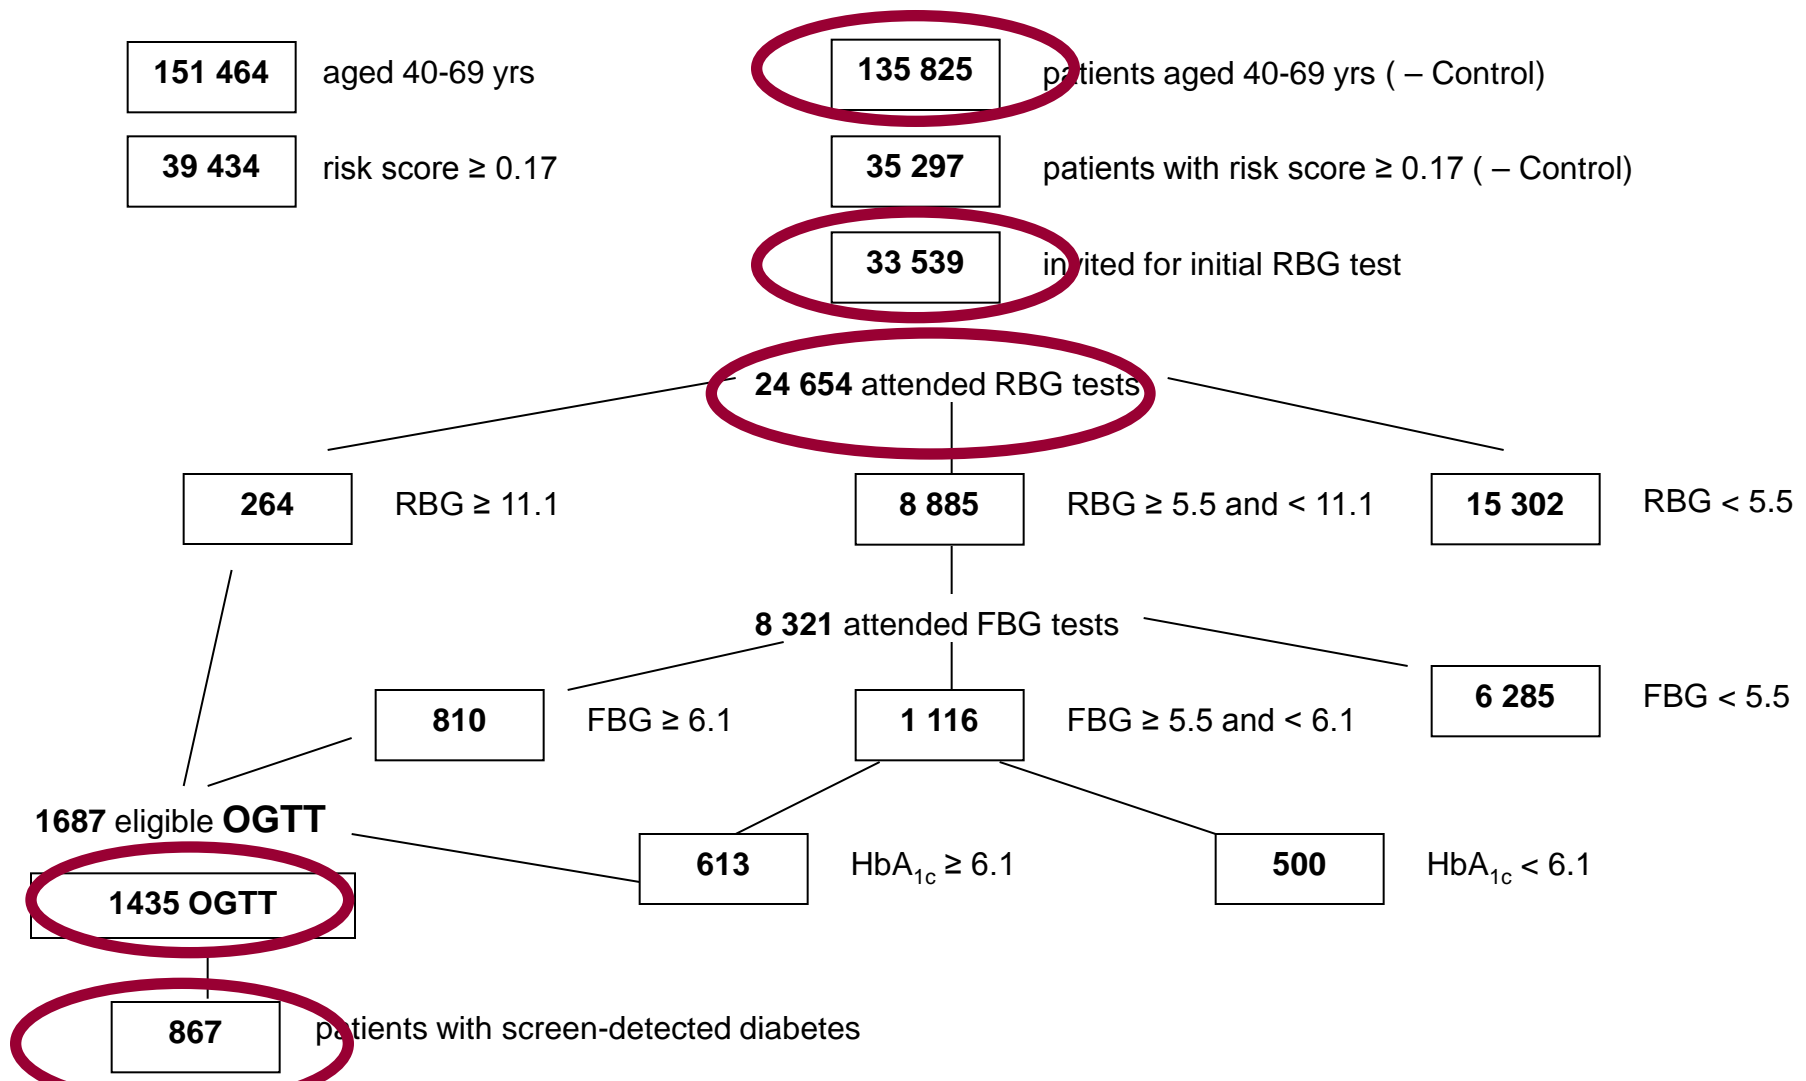 151 464 aged 40-69 yrs
135 825 patients aged 40-69 yrs ( – Control)
39 434 risk score ≥ 0.17
35 297 patients with risk score ≥ 0.17 ( – Control)
33 539 invited for initial RBG test
24 654 attended RBG tests
264 RBG ≥ 11.1
8 885 RBG ≥ 5.5 and < 11.1
15 302 RBG < 5.5
8 321 attended FBG tests
810 FBG ≥ 6.1
1 116 FBG ≥ 5.5 and < 6.1
6 285 FBG < 5.5
1687 eligible OGTT
613 HbA1c ≥ 6.1
500 HbA1c < 6.1
1435 OGTT
867 patients with screen-detected diabetes